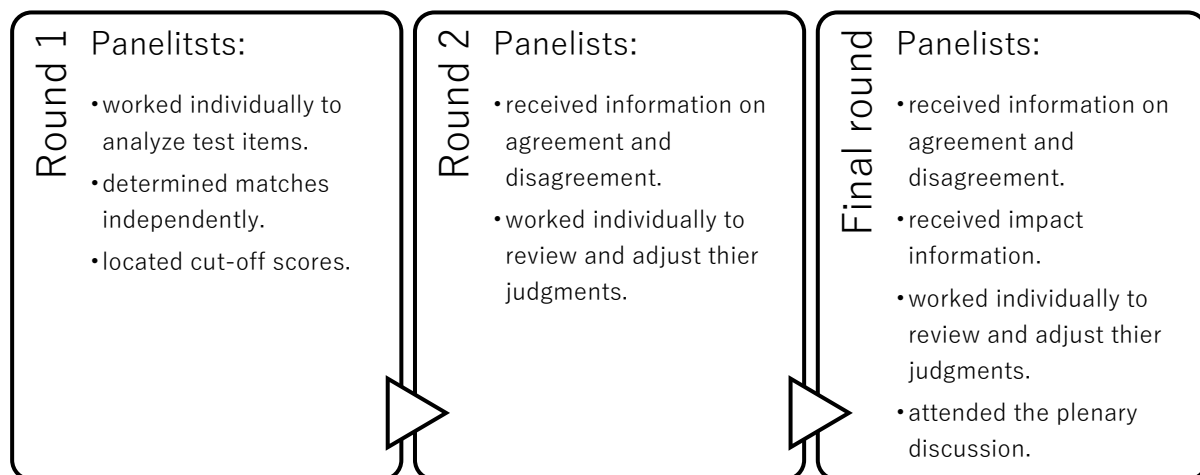 Round 1
Panelitsts:
•worked individually to
analyze test items.
•determined matches
independently.
•located cut-off scores.
Round 2
Panelists:
•received information on
agreement and
disagreement.
•worked individually to
review and adjust thier
judgments.
Final round
Panelists:
•received information on
agreement and
disagreement.
•received impact
information.
•worked individually to
review and adjust thier
judgments.
•attended the plenary
discussion.